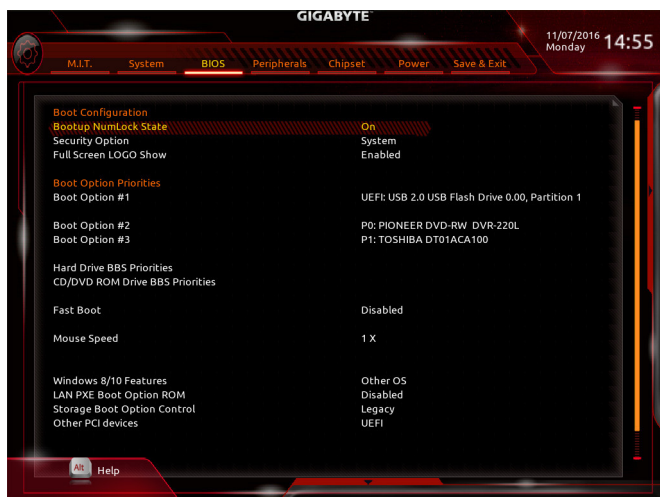 GIGABYTE
11/07/2016 Monday 14:55
M.I.T. System BIOS Peripherals Chipset Power Save & Exit
Boot Configuration
Bootup NumLock State On
Security Option System
Full Screen LOGO Show Enabled
Boot Option Priorities
Boot Option #1 UEFI: USB 2.0 USB Flash Drive 0.00, Partition 1
Boot Option #2 P0: PIONEER DVD-RW DVR-220L
Boot Option #3 P1: TOSHIBA DT01ACA100
Hard Drive BBS Priorities
CD/DVD ROM Drive BBS Priorities
Fast Boot Disabled
Mouse Speed 1 X
Windows 8/10 Features Other OS
LAN PXE Boot Option ROM Disabled
Storage Boot Option Control Legacy
Other PCI devices UEFI
Alt Help